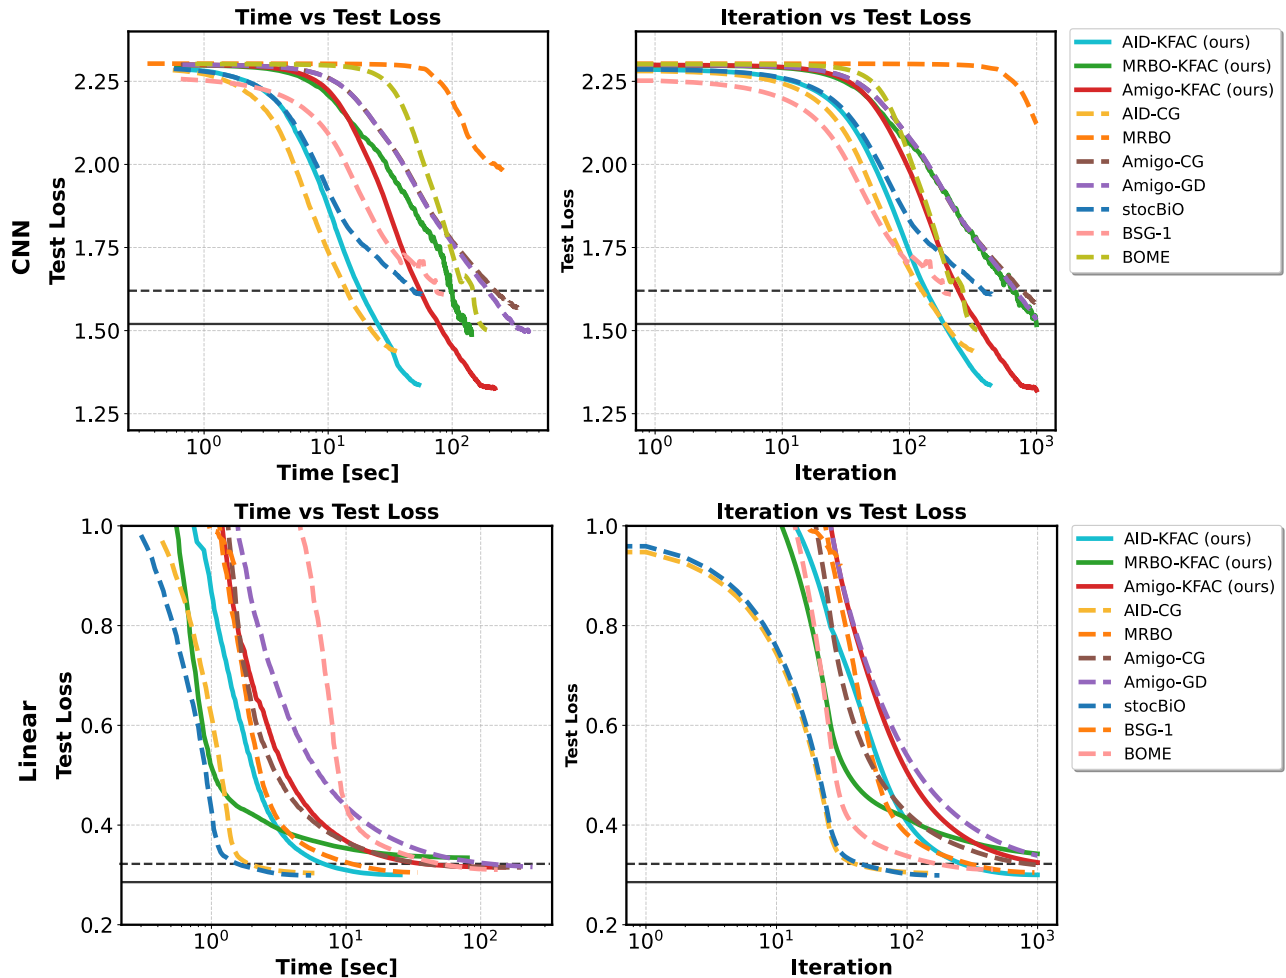 Time vs Test Loss
Iteration vs Test Loss
CNN
Test Loss
2.25
2.00
1.75
1.50
1.25
10⁰
10¹
10²
Time [sec]
Test Loss
2.25
2.00
1.75
1.50
1.25
10⁰
10¹
10²
10³
Iteration
AID-KFAC (ours)
MRBO-KFAC (ours)
Amigo-KFAC (ours)
AID-CG
MRBO
Amigo-CG
Amigo-GD
stocBiO
BSG-1
BOME
Time vs Test Loss
Iteration vs Test Loss
Linear
Test Loss
1.0
0.8
0.6
0.4
0.2
10⁰
10¹
10²
Time [sec]
Test Loss
1.0
0.8
0.6
0.4
0.2
10⁰
10¹
10²
10³
Iteration
AID-KFAC (ours)
MRBO-KFAC (ours)
Amigo-KFAC (ours)
AID-CG
MRBO
Amigo-CG
Amigo-GD
stocBiO
BSG-1
BOME